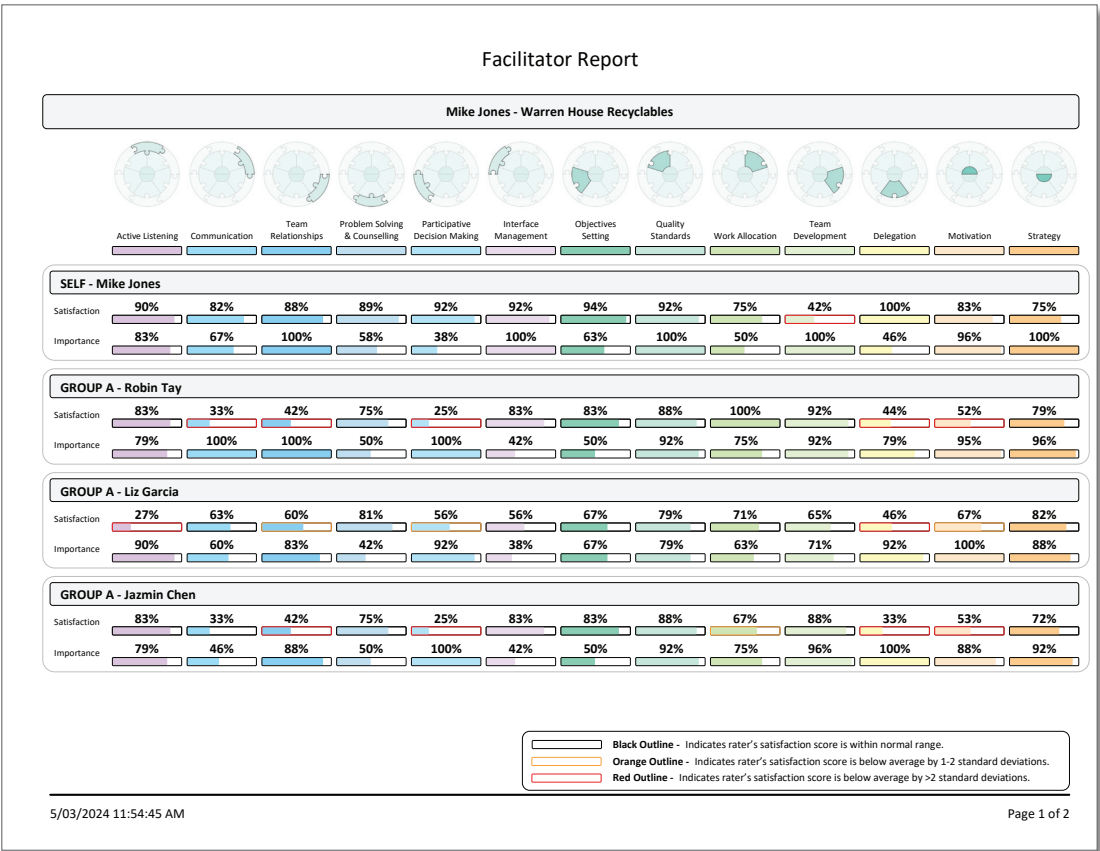 Facilitator Report
Mike Jones - Warren House Recyclables
Active Listening Communication Team Relationships Problem Solving & Counselling Participative Decision Making Interface Management Objectives Setting Quality Standards Work Allocation Team Development Delegation Motivation Strategy
SELF - Mike Jones
Satisfaction 90% 82% 88% 89% 92% 92% 94% 92% 75% 42% 100% 83% 75%
Importance 83% 67% 100% 58% 38% 100% 63% 100% 50% 100% 46% 96% 100%
GROUP A - Robin Tay
Satisfaction 83% 33% 42% 75% 25% 83% 83% 88% 100% 92% 44% 52% 79%
Importance 79% 100% 100% 50% 100% 42% 50% 92% 75% 92% 79% 95% 96%
GROUP A - Liz Garcia
Satisfaction 27% 63% 60% 81% 56% 56% 67% 79% 71% 65% 46% 67% 82%
Importance 90% 60% 83% 42% 92% 38% 67% 79% 63% 71% 92% 100% 88%
GROUP A - Jazmin Chen
Satisfaction 83% 33% 42% 75% 25% 83% 83% 88% 67% 88% 33% 53% 72%
Importance 79% 46% 88% 50% 100% 42% 50% 92% 75% 96% 100% 88% 92%
Black Outline - Indicates rater's satisfaction score is within normal range.
Orange Outline - Indicates rater's satisfaction score is below average by 1-2 standard deviations.
Red Outline - Indicates rater's satisfaction score is below average by >2 standard deviations.
5/03/2024 11:54:45 AM Page 1 of 2